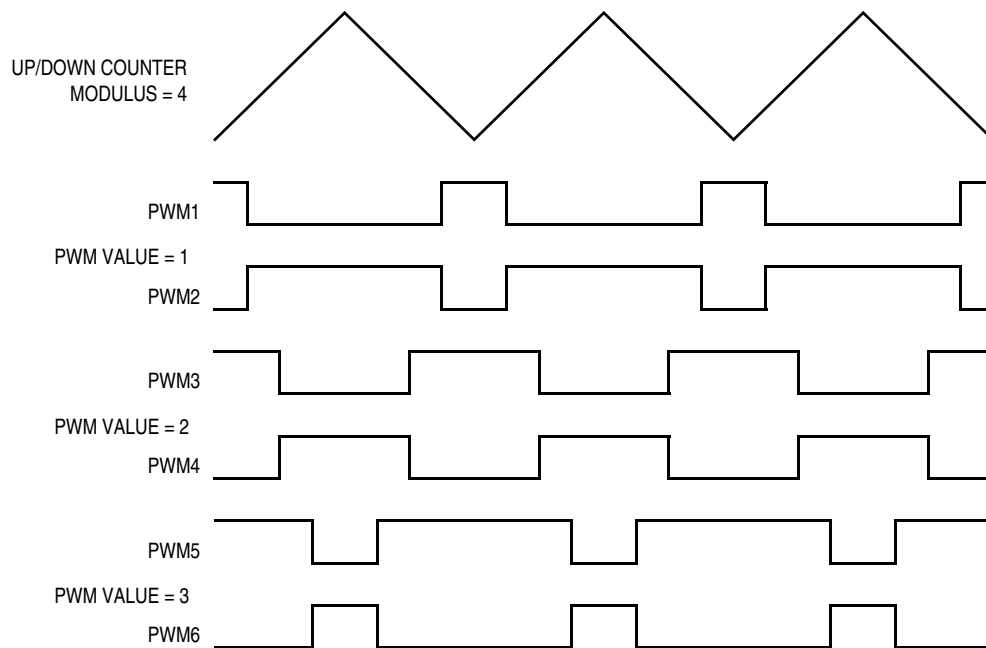 UP/DOWN COUNTER
MODULUS = 4
PWM1
PWM VALUE = 1
PWM2
PWM3
PWM VALUE = 2
PWM4
PWM5
PWM VALUE = 3
PWM6